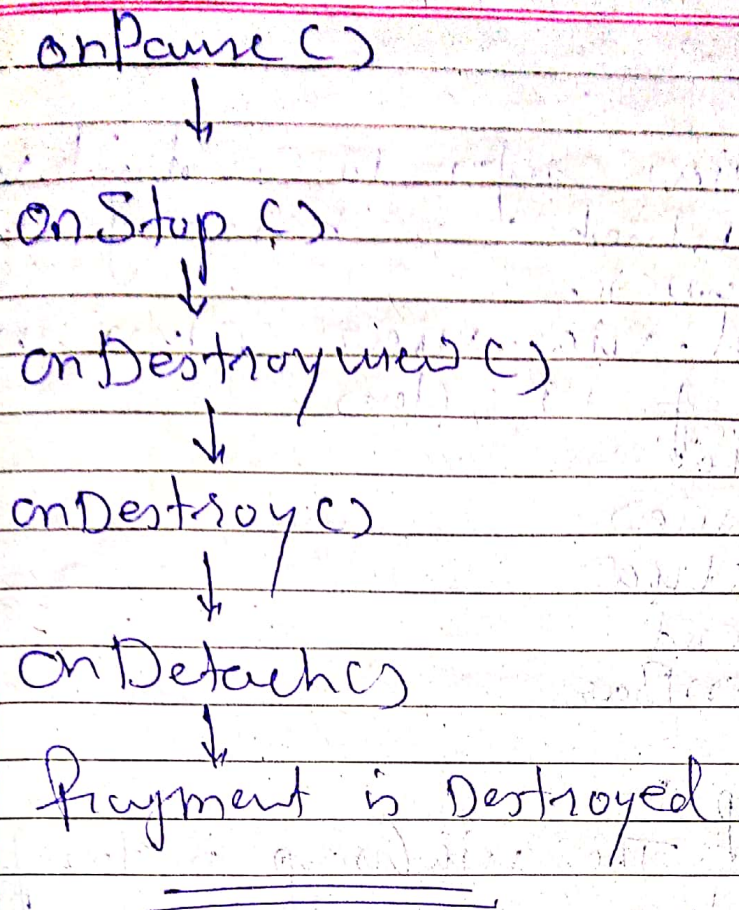 onPause ()
↓
onStop ()
↓
onDestroyview ()
↓
onDestroy ()
↓
onDetach ()
↓
fragment is Destroyed